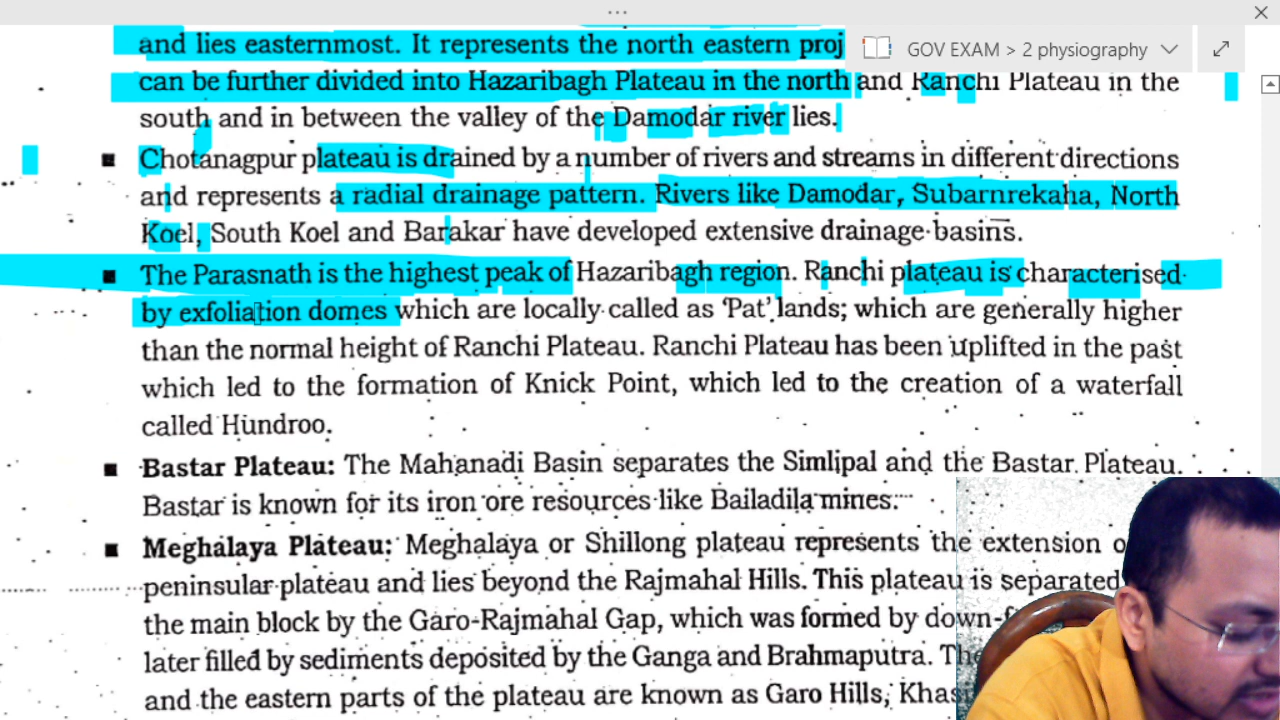 and lies easternmost. It represents the north eastern proj
GOV EXAM > 2 physiography
can be further divided into Hazaribagh Plateau in the north and Ranchi Plateau in the
south and in between the valley of the Damodar river lies.
■ Chotanagpur plateau is drained by a number of rivers and streams in different directions
and represents a radial drainage pattern. Rivers like Damodar, Subarnrekaha, North
Koel, South Koel and Barakar have developed extensive drainage basins.
■ The Parasnath is the highest peak of Hazaribagh region. Ranchi plateau is characterised
by exfoliation domes which are locally called as 'Pat' lands; which are generally higher
than the normal height of Ranchi Plateau. Ranchi Plateau has been uplifted in the past
which led to the formation of Knick Point, which led to the creation of a waterfall
called Hundroo.
■ Bastar Plateau: The Mahanadi Basin separates the Simlipal and the Bastar Plateau.
Bastar is known for its iron ore resources like Bailadila mines.
■ Meghalaya Plateau: Meghalaya or Shillong plateau represents the extension
peninsular plateau and lies beyond the Rajmahal Hills. This plateau is separated
the main block by the Garo-Rajmahal Gap, which was formed by down-
later filled by sediments deposited by the Ganga and Brahmaputra.
and the eastern parts of the plateau are known as Garo Hills,